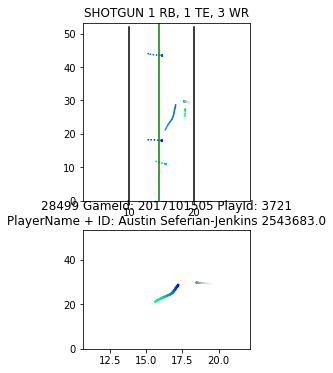 SHOTGUN 1 RB, 1 TE, 3 WR
50
40
30
20
10
0
10 20
28499 GameId: 2017101505 PlayId: 3721
PlayerName + ID: Austin Seferian-Jenkins 2543683.0
40
20
0
12.5 15.0 17.5 20.0